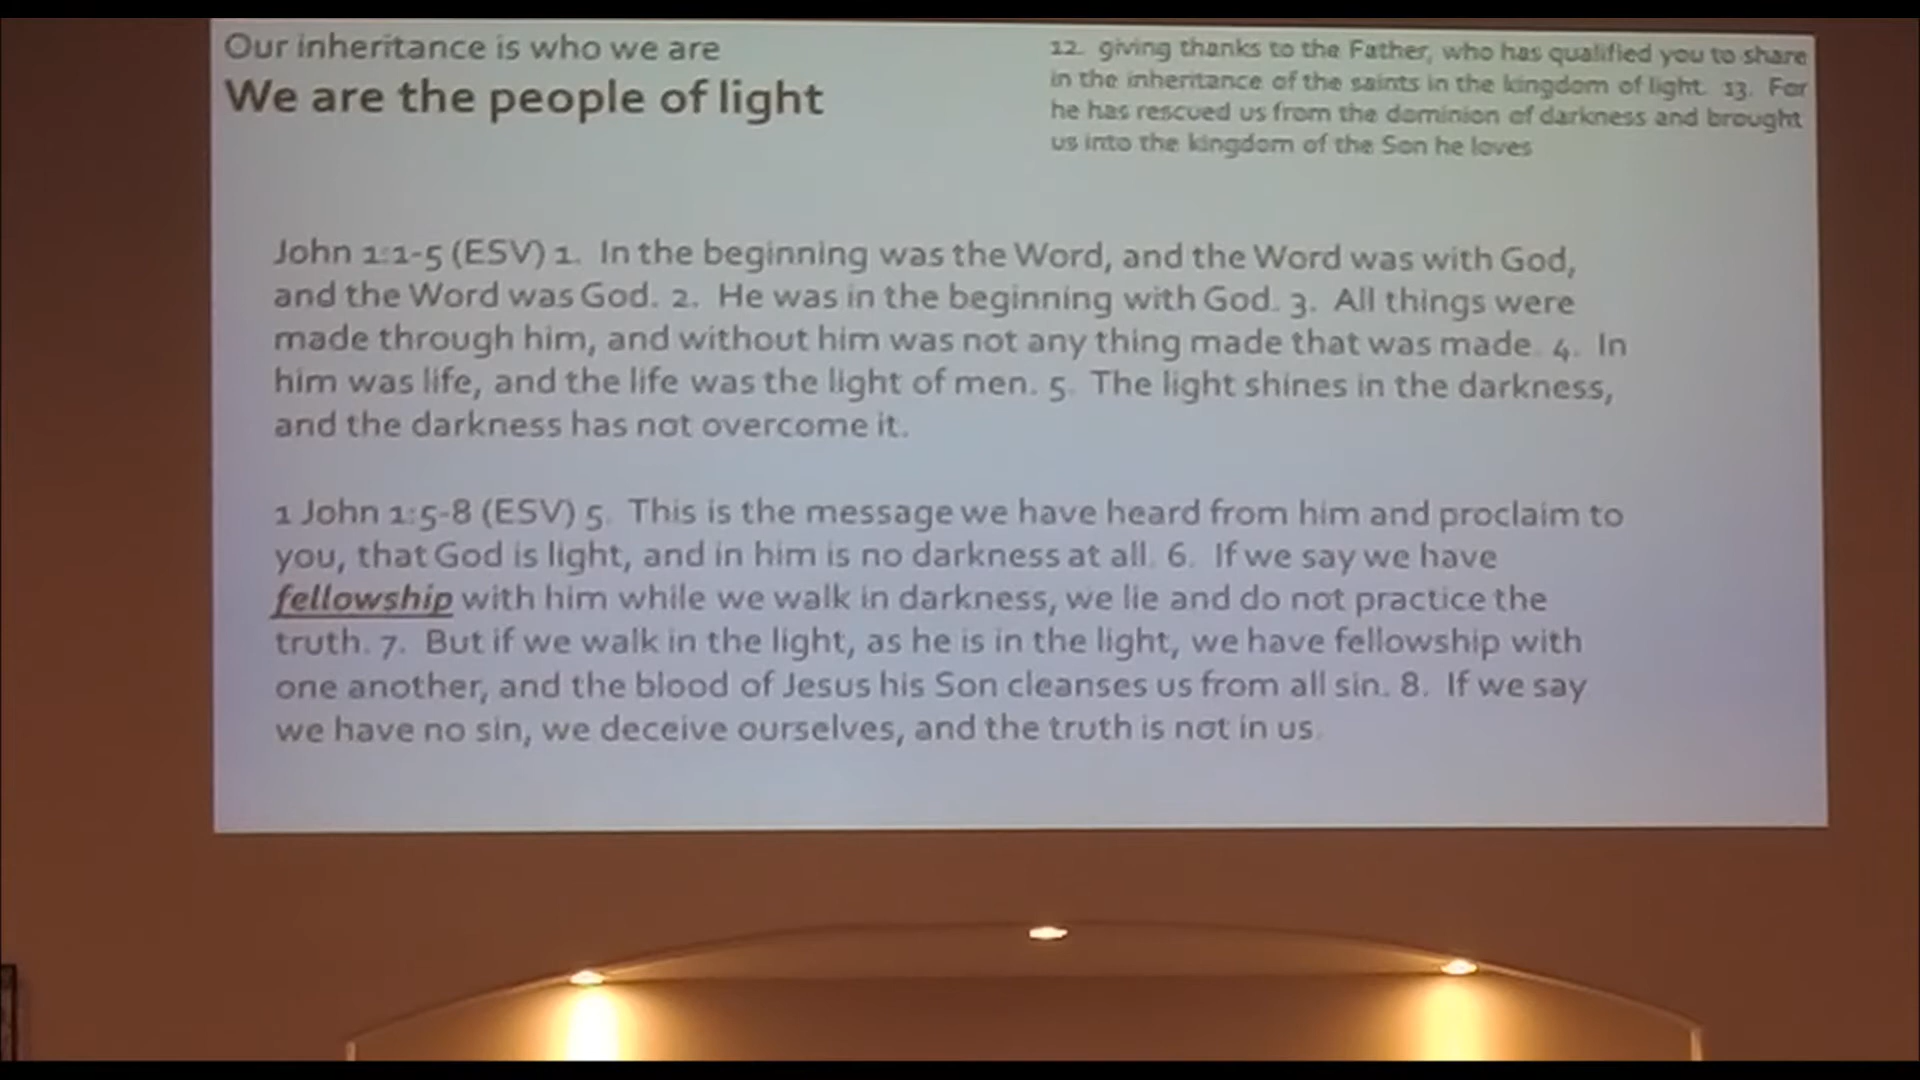 Our inheritance is who we are
We are the people of light
12. giving thanks to the Father, who has qualified you to share
in the inheritance of the saints in the kingdom of light. 13. For
he has rescued us from the dominion of darkness and brought
us into the kingdom of the Son he loves
John 1:1-5 (ESV) 1. In the beginning was the Word, and the Word was with God,
and the Word was God. 2. He was in the beginning with God. 3. All things were
made through him, and without him was not any thing made that was made. 4. In
him was life, and the life was the light of men. 5. The light shines in the darkness,
and the darkness has not overcome it.
1 John 1:5-8 (ESV) 5. This is the message we have heard from him and proclaim to
you, that God is light, and in him is no darkness at all. 6. If we say we have
fellowship with him while we walk in darkness, we lie and do not practice the
truth. 7. But if we walk in the light, as he is in the light, we have fellowship with
one another, and the blood of Jesus his Son cleanses us from all sin. 8. If we say
we have no sin, we deceive ourselves, and the truth is not in us.